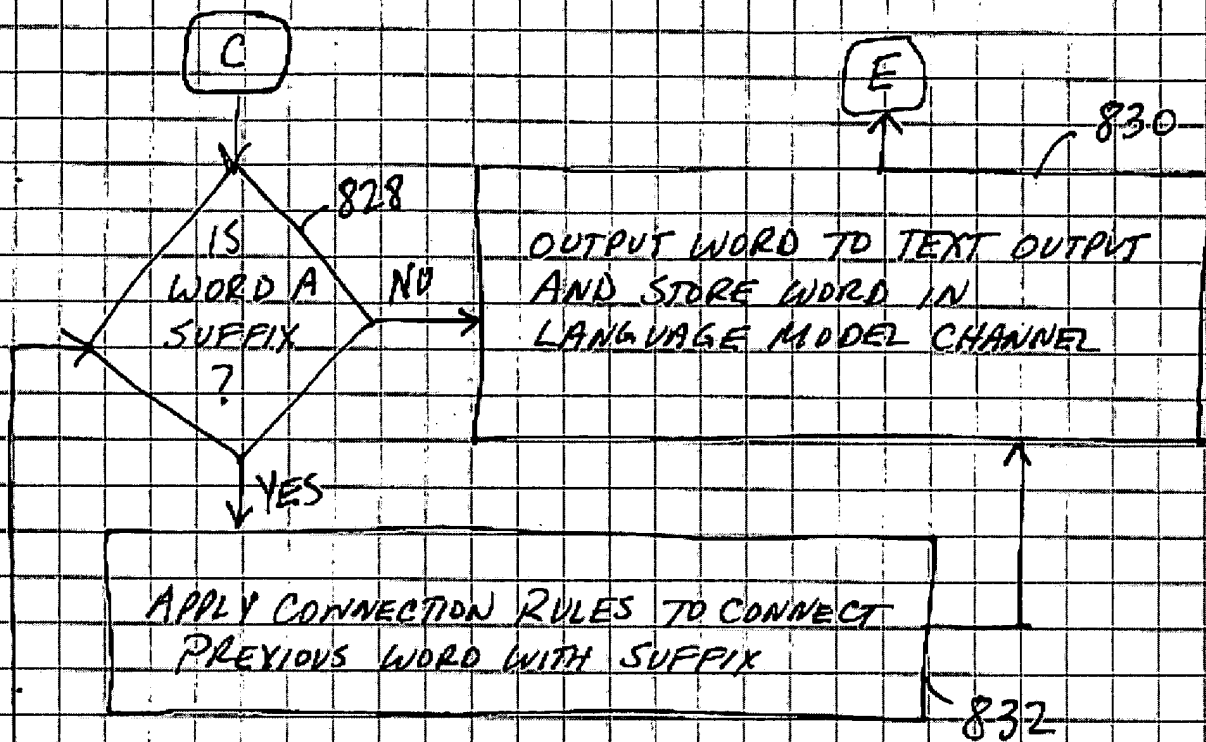 C
E
830
828
IS
WORD A
SUFFIX
?
NO
OUTPUT WORD TO TEXT OUTPUT
AND STORE WORD IN
LANGUAGE MODEL CHANNEL
YES
APPLY CONNECTION RULES TO CONNECT
PREVIOUS WORD WITH SUFFIX
832